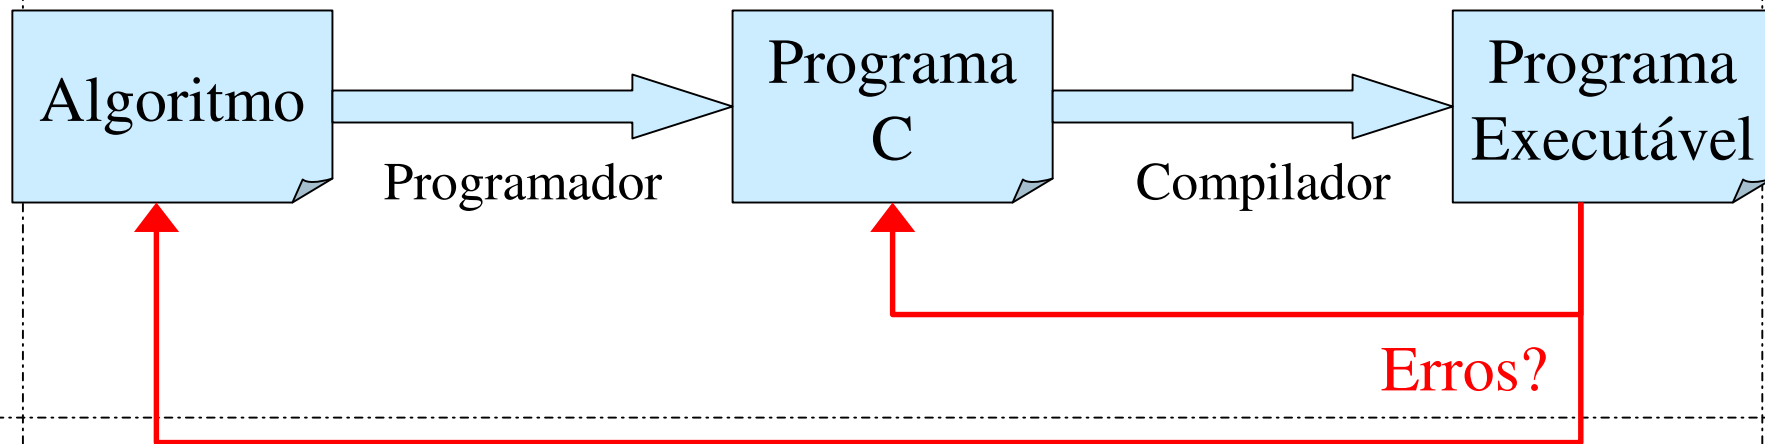 Algoritmo
Programador
Programa
C
Compilador
Programa
Executável
Erros?